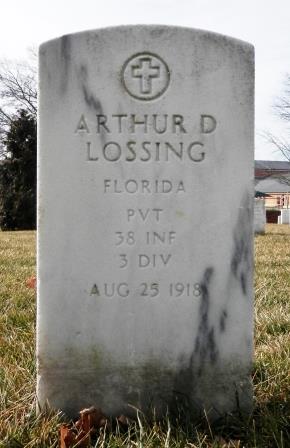 ARTHUR D
LOSSING
FLORIDA
PVT
38 INF
3 DIV
AUG 25 1918